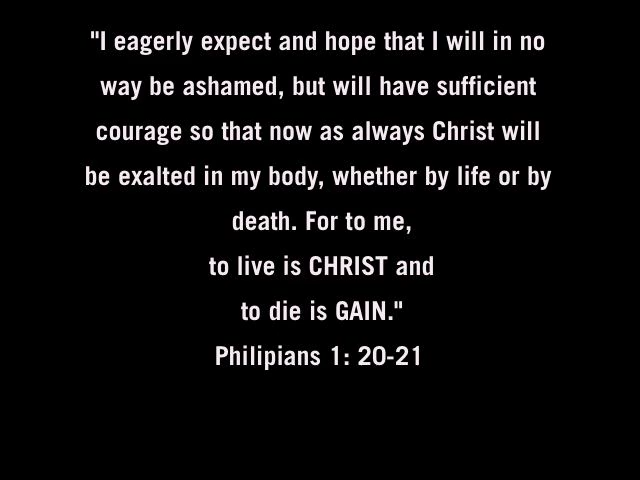 "I eagerly expect and hope that I will in no
way be ashamed, but will have sufficient
courage so that now as always Christ will
be exalted in my body, whether by life or by
death. For to me,
to live is CHRIST and
to die is GAIN."
Philipians 1: 20-21